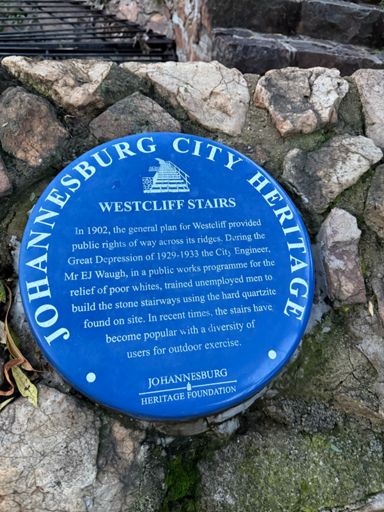 JOHANNESBURG CITY HERITAGE
WESTCLIFF STAIRS
In 1902, the general plan for Westcliff provided
public rights of way across its ridges. During the
Great Depression of 1929-1933 the City Engineer,
Mr EJ Waugh, in a public works programme for the
relief of poor whites, trained unemployed men to
build the stone stairways using the hard quartzite
found on site. In recent times, the stairs have
become popular with a diversity of
users for outdoor exercise.
JOHANNESBURG
HERITAGE FOUNDATION